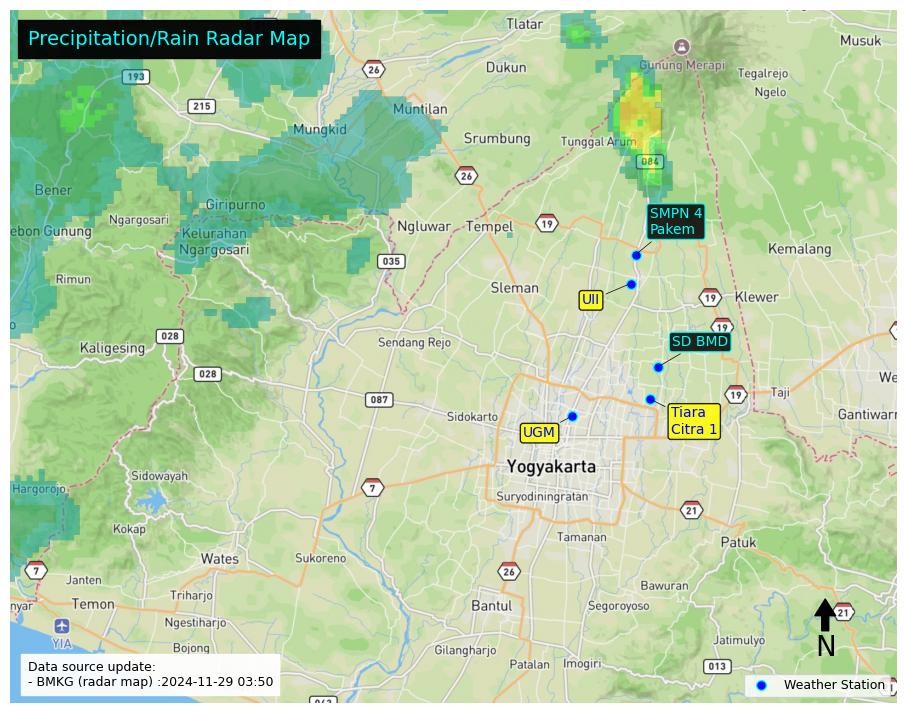 Precipitation/Rain Radar Map
Tlatar
Musuk
26
Dukun
Gunung Merapi
Tegalrejo
193
Ngelo
215
Muntilan
Mungkid
Srumbung
Tunggal Arum
084
26
Bener
Giripurno
Ngargosari
SMPN 4
Pakem
Ngluwar
Tempel
19
ebon Gunung
Kelurahan
Ngargosari
Kemalang
035
Rimun
Sleman
UII
19
Klewer
19
028
Sendang Rejo
SD BMD
Kaligesing
028
We
087
19
Taji
Sidokarto
Tiara
Citra 1
Gantiwarn
UGM
Yogyakarta
Sidowayah
Hargorojo
7
Suryodiningratan
21
Kokap
Tamanan
Patuk
Wates
Sukoreno
7
26
Janten
Bawuran
Triharjo
nyar
Temon
Bantul
Segoroyoso
21
Ngestiharjo
YIA
N
Jatimulyo
Bojong
Gilangharjo
Patalan
Imogiri
013
Data source update:
- BMKG (radar map) :2024-11-29 03:50
Weather Station